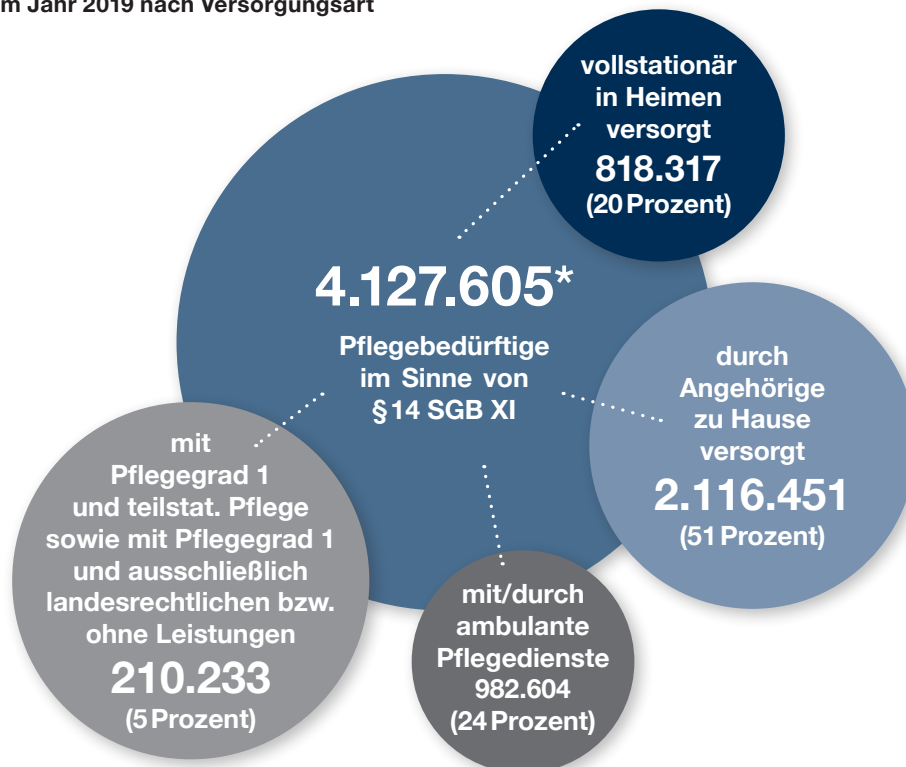 m Jahr 2019 nach Versorgungsart
vollstationär
in Heimen
versorgt
818.317
(20 Prozent)
4.127.605*
Pflegebedürftige
im Sinne von
§ 14 SGB XI
durch
Angehörige
zu Hause
versorgt
2.116.451
(51 Prozent)
mit
Pflegegrad 1
und teilstat. Pflege
sowie mit Pflegegrad 1
und ausschließlich
landesrechtlichen bzw.
ohne Leistungen
210.233
(5 Prozent)
mit/durch
ambulante
Pflegedienste
982.604
(24 Prozent)